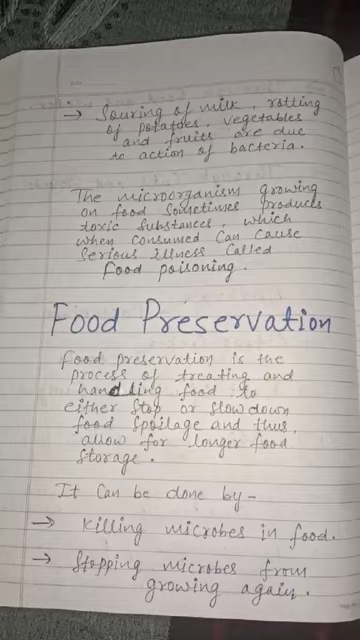 → Souring of milk, rotting
of potatoes, vegetables
and fruits are due
to action of bacteria.
The microorganism growing
on food sometimes produces
toxic substances, which
when consumed can cause
serious illness called
food poisoning.
Food Preservation
Food preservation is the
process of treating and
handling food to
either stop or slow down
food spoilage and thus,
allow for longer food
storage.
It can be done by -
→ Killing microbes in food.
→ Stopping microbes from
growing again.